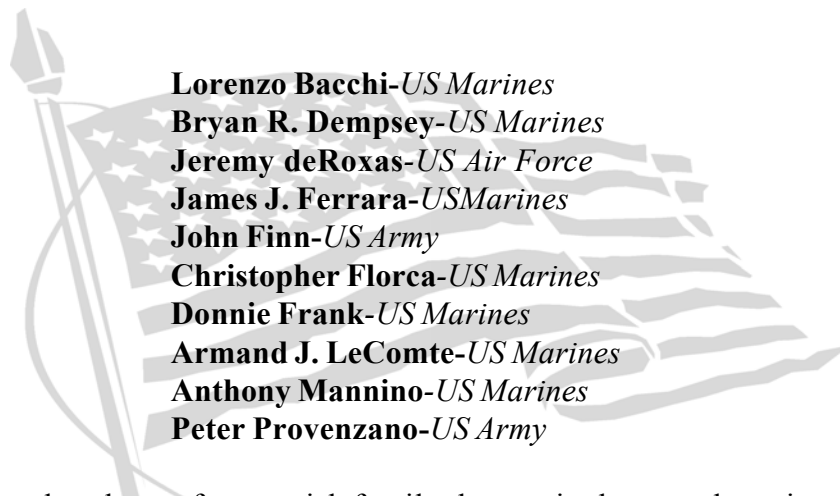 Lorenzo Bacchi-US Marines
Bryan R. Dempsey-US Marines
Jeremy deRoxas-US Air Force
James J. Ferrara-USMarines
John Finn-US Army
Christopher Florca-US Marines
Donnie Frank-US Marines
Armand J. LeComte-US Marines
Anthony Mannino-US Marines
Peter Provenzano-US Army